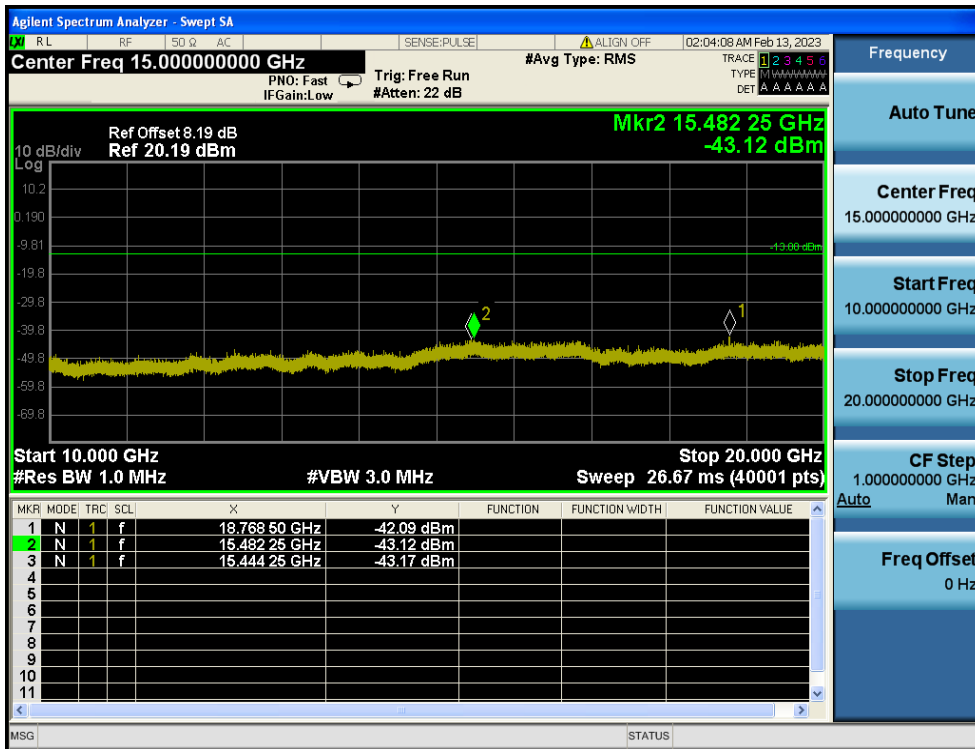 Agilent Spectrum Analyzer - Swept SA
LXI RL RF 50 Ω AC SENSE:PULSE ALIGN OFF 02:04:08 AM Feb 13, 2023
Center Freq 15.000000000 GHz #Avg Type: RMS TRACE 1 2 3 4 5 6
PNO: Fast Trig: Free Run TYPE M W W W W W
IFGain:Low #Atten: 22 dB DET A A A A A A
Mkr2 15.482 25 GHz
-43.12 dBm
Ref Offset 8.19 dB
10 dB/div Ref 20.19 dBm
Log
10.2
0.190
-9.81
-13.00 dBm
-19.8
-29.8
2
1
-39.8
-49.8
-59.8
-69.8
Start 10.000 GHz Stop 20.000 GHz
#Res BW 1.0 MHz #VBW 3.0 MHz Sweep 26.67 ms (40001 pts)
MKR MODE TRC SCL X Y FUNCTION FUNCTION WIDTH FUNCTION VALUE
1 N 1 f 18.768 50 GHz -42.09 dBm
2 N 1 f 15.482 25 GHz -43.12 dBm
3 N 1 f 15.444 25 GHz -43.17 dBm
4
5
6
7
8
9
10
11
MSG STATUS
Frequency
Auto Tune
Center Freq
15.000000000 GHz
Start Freq
10.000000000 GHz
Stop Freq
20.000000000 GHz
CF Step
1.000000000 GHz
Auto Man
Freq Offset
0 Hz